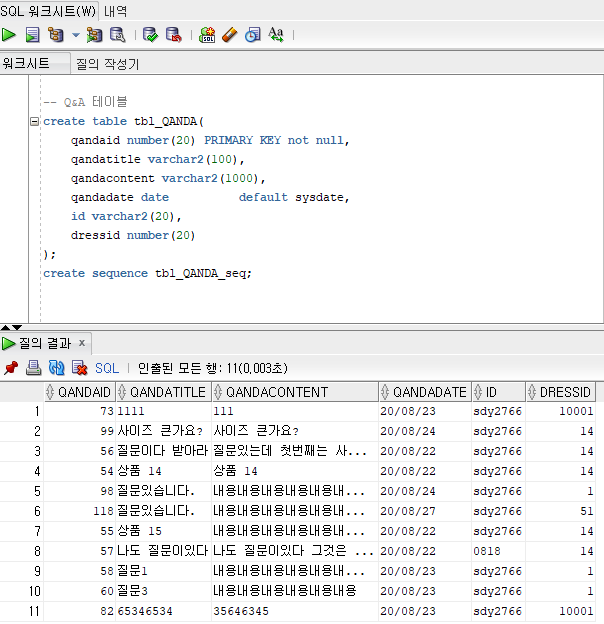 SQL 워크시트(W) 내역
워크시트 질의 작성기
-- Q&A 테이블
create table tbl_QANDA(
qandaid number(20) PRIMARY KEY not null,
qandatitle varchar2(100),
qandacontent varchar2(1000),
qandadate date default sysdate,
id varchar2(20),
dressid number(20)
);
create sequence tbl_QANDA_seq;
질의 결과 x
SQL | 인출된 모든 행: 11(0,003초)
QANDAID QANDATITLE QANDACONTENT QANDADATE ID DRESSID
1 73 1111 111 20/08/23 sdy2766 10001
2 99 사이즈 큰가요? 사이즈 큰가요? 20/08/24 sdy2766 14
3 56 질문이다 받아라 질문있는데 첫번째는 사... 20/08/22 sdy2766 14
4 54 상품 14 상품 14 20/08/22 sdy2766 14
5 98 질문있습니다. 내용내용내용내용내용내... 20/08/24 sdy2766 1
6 118 질문있습니다. 내용내용내용내용내용내... 20/08/27 sdy2766 51
7 55 상품 15 내용내용내용내용내용내... 20/08/22 sdy2766 14
8 57 나도 질문이있다 나도 질문이있다 그것은 ... 20/08/22 0818 14
9 58 질문1 내용내용내용내용내용내... 20/08/23 sdy2766 1
10 60 질문3 내용내용내용내용내용내용 20/08/23 sdy2766 1
11 82 65346534 35646345 20/08/23 sdy2766 10001